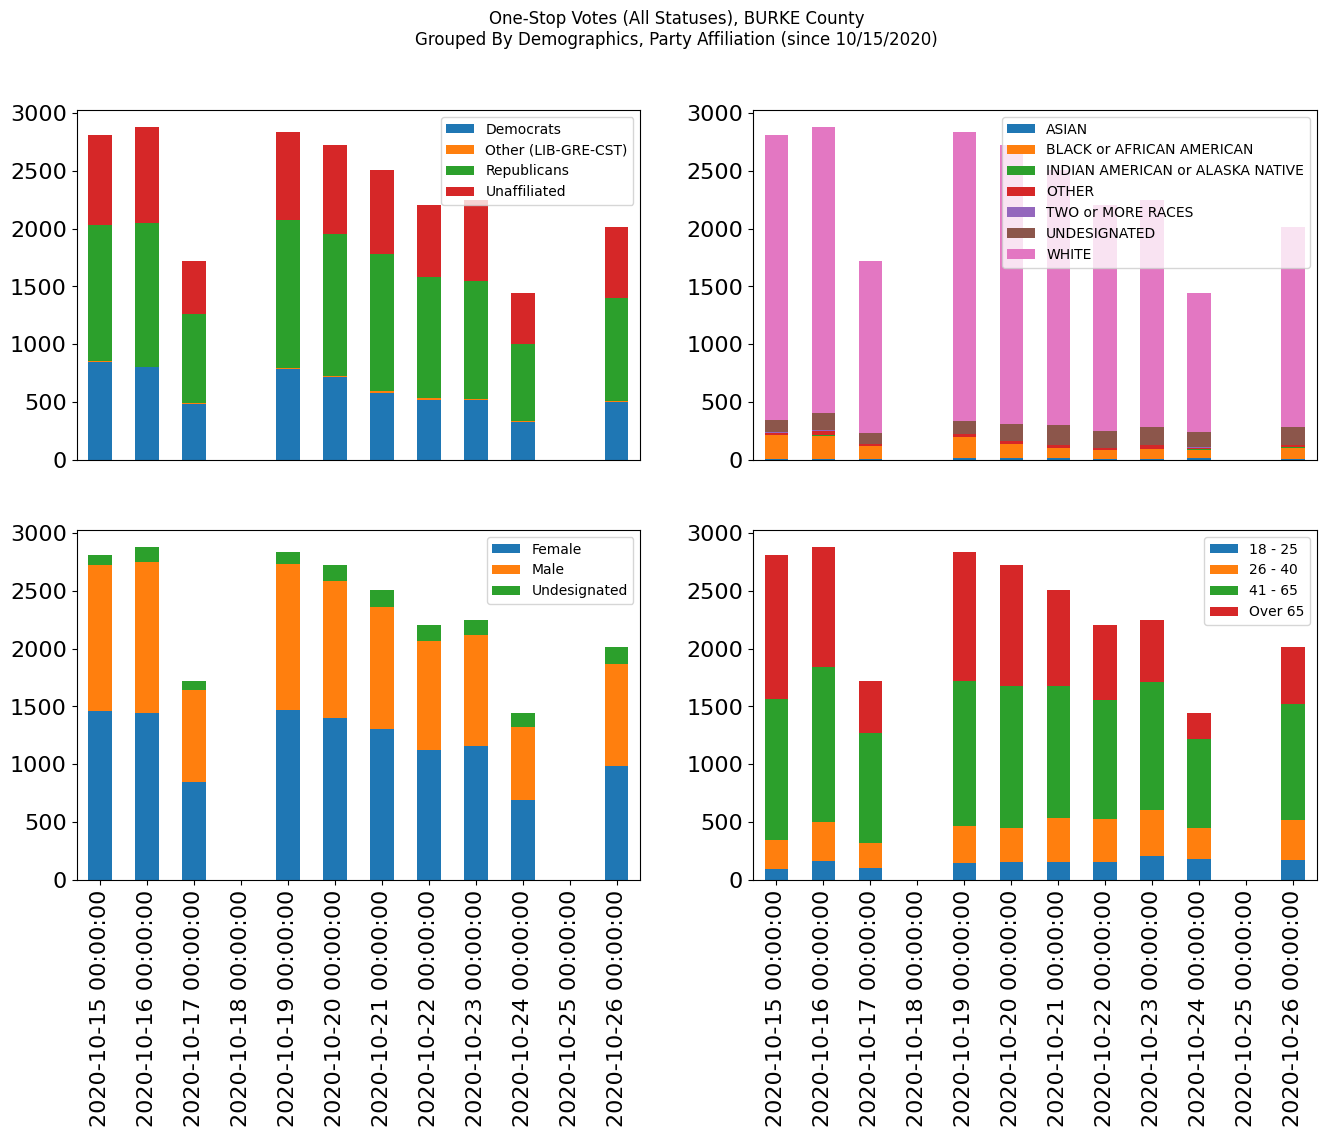 One-Stop Votes (All Statuses), BURKE County
Grouped By Demographics, Party Affiliation (since 10/15/2020)
3000
2500
2000
1500
1000
500
0
Democrats
Other (LIB-GRE-CST)
Republicans
Unaffiliated
3000
2500
2000
1500
1000
500
0
ASIAN
BLACK or AFRICAN AMERICAN
INDIAN AMERICAN or ALASKA NATIVE
OTHER
TWO or MORE RACES
UNDESIGNATED
WHITE
3000
2500
2000
1500
1000
500
0
Female
Male
Undesignated
2020-10-15 00:00:00
2020-10-16 00:00:00
2020-10-17 00:00:00
2020-10-18 00:00:00
2020-10-19 00:00:00
2020-10-20 00:00:00
2020-10-21 00:00:00
2020-10-22 00:00:00
2020-10-23 00:00:00
2020-10-24 00:00:00
2020-10-25 00:00:00
2020-10-26 00:00:00
3000
2500
2000
1500
1000
500
0
18 - 25
26 - 40
41 - 65
Over 65
2020-10-15 00:00:00
2020-10-16 00:00:00
2020-10-17 00:00:00
2020-10-18 00:00:00
2020-10-19 00:00:00
2020-10-20 00:00:00
2020-10-21 00:00:00
2020-10-22 00:00:00
2020-10-23 00:00:00
2020-10-24 00:00:00
2020-10-25 00:00:00
2020-10-26 00:00:00